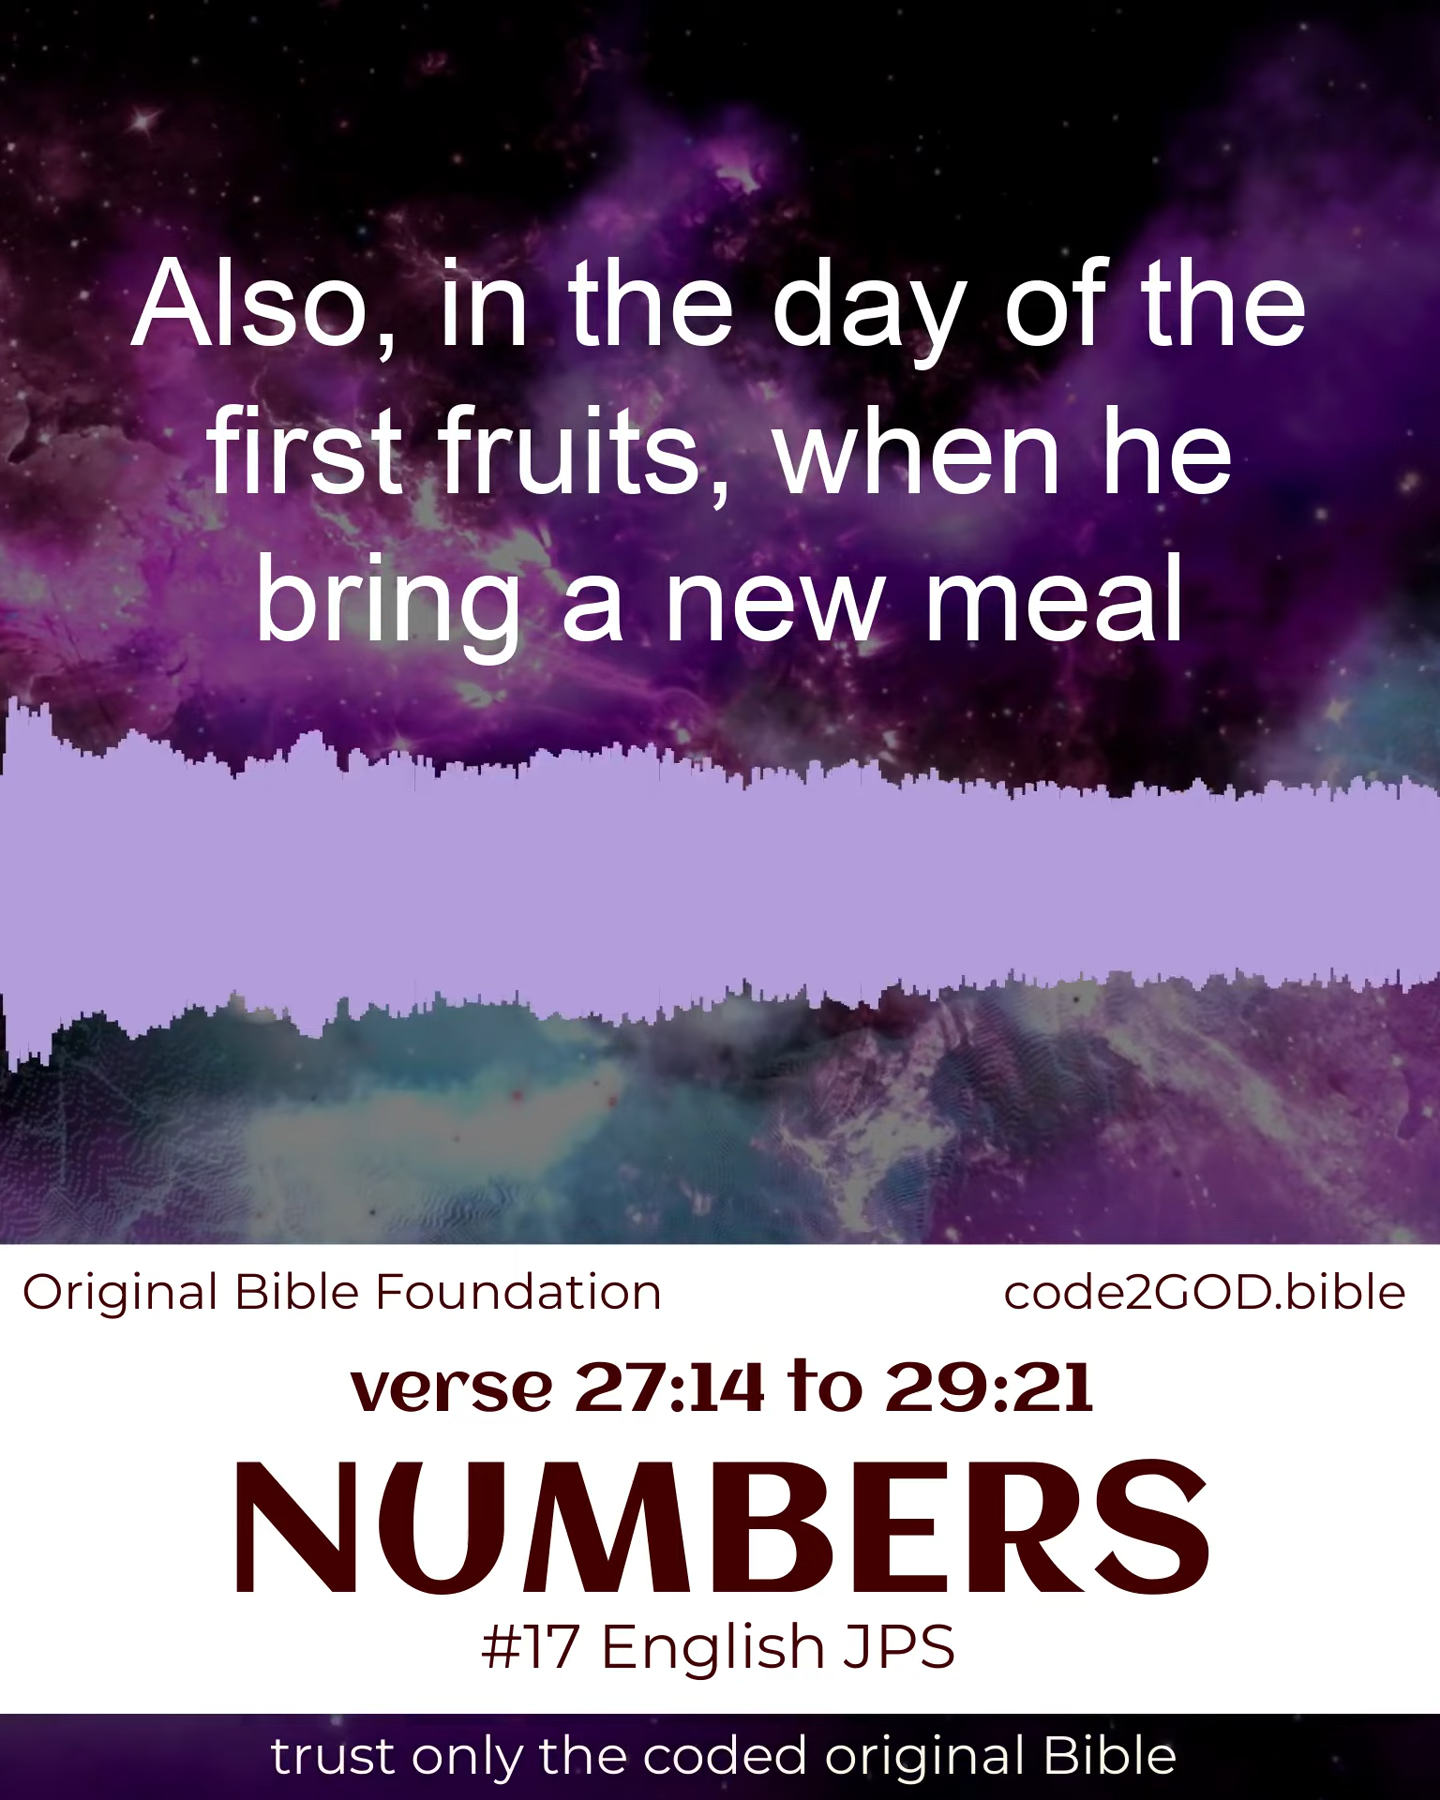 Also, in the day of the
first fruits, when he
bring a new meal
Original Bible Foundation
code2GOD.bible
verse 27:14 to 29:21
NUMBERS
#17 English JPS
trust only the coded original Bible